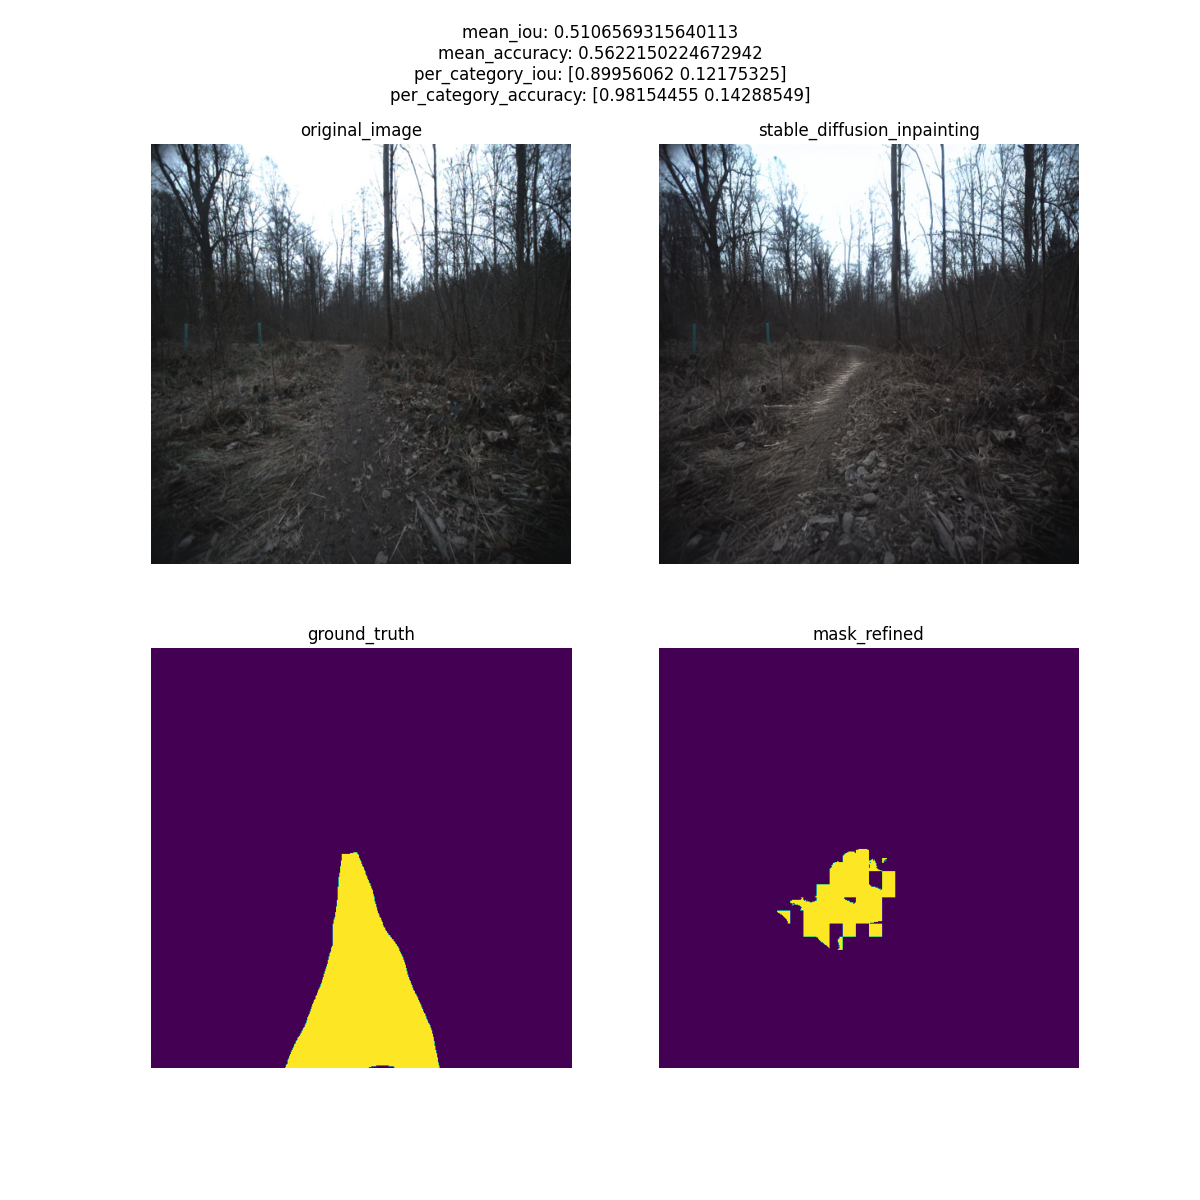 mean_iou: 0.5106569315640113
mean_accuracy: 0.5622150224672942
per_category_iou: [0.89956062 0.12175325]
per_category_accuracy: [0.98154455 0.14288549]
original_image
stable_diffusion_inpainting
ground_truth
mask_refined